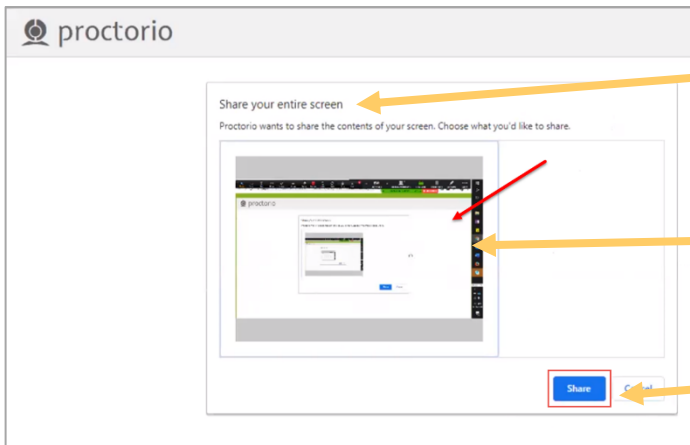 proctorio
Share your entire screen
Proctorio wants to share the contents of your screen. Choose what you'd like to share.
proctorio
Share